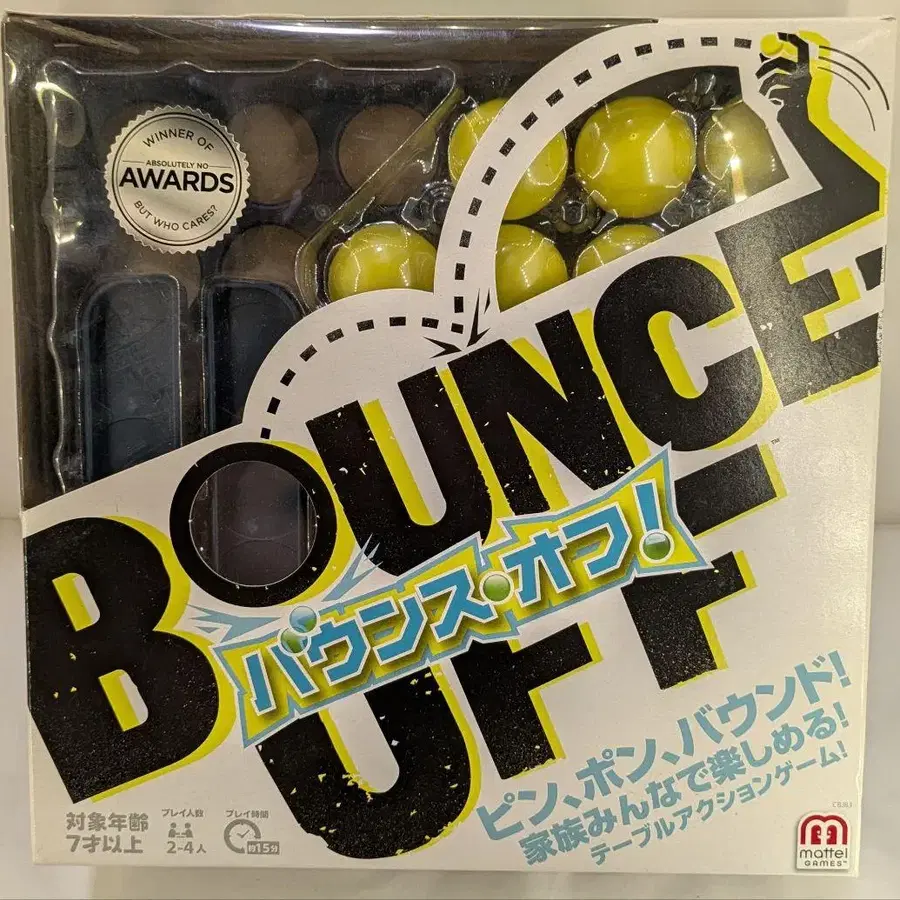 WINNER OF
ABSOLUTELY NO
AWARDS
BUT WHO CARES?
BOUNCE
OFF
™
バウンス・オフ!
ピン、ポン、バウンド!
家族みんなで楽しめる!
テーブルアクションゲーム!
対象年齢
7才以上
プレイ人数
2-4人
プレイ時間
約15分
mattel
GAMES™